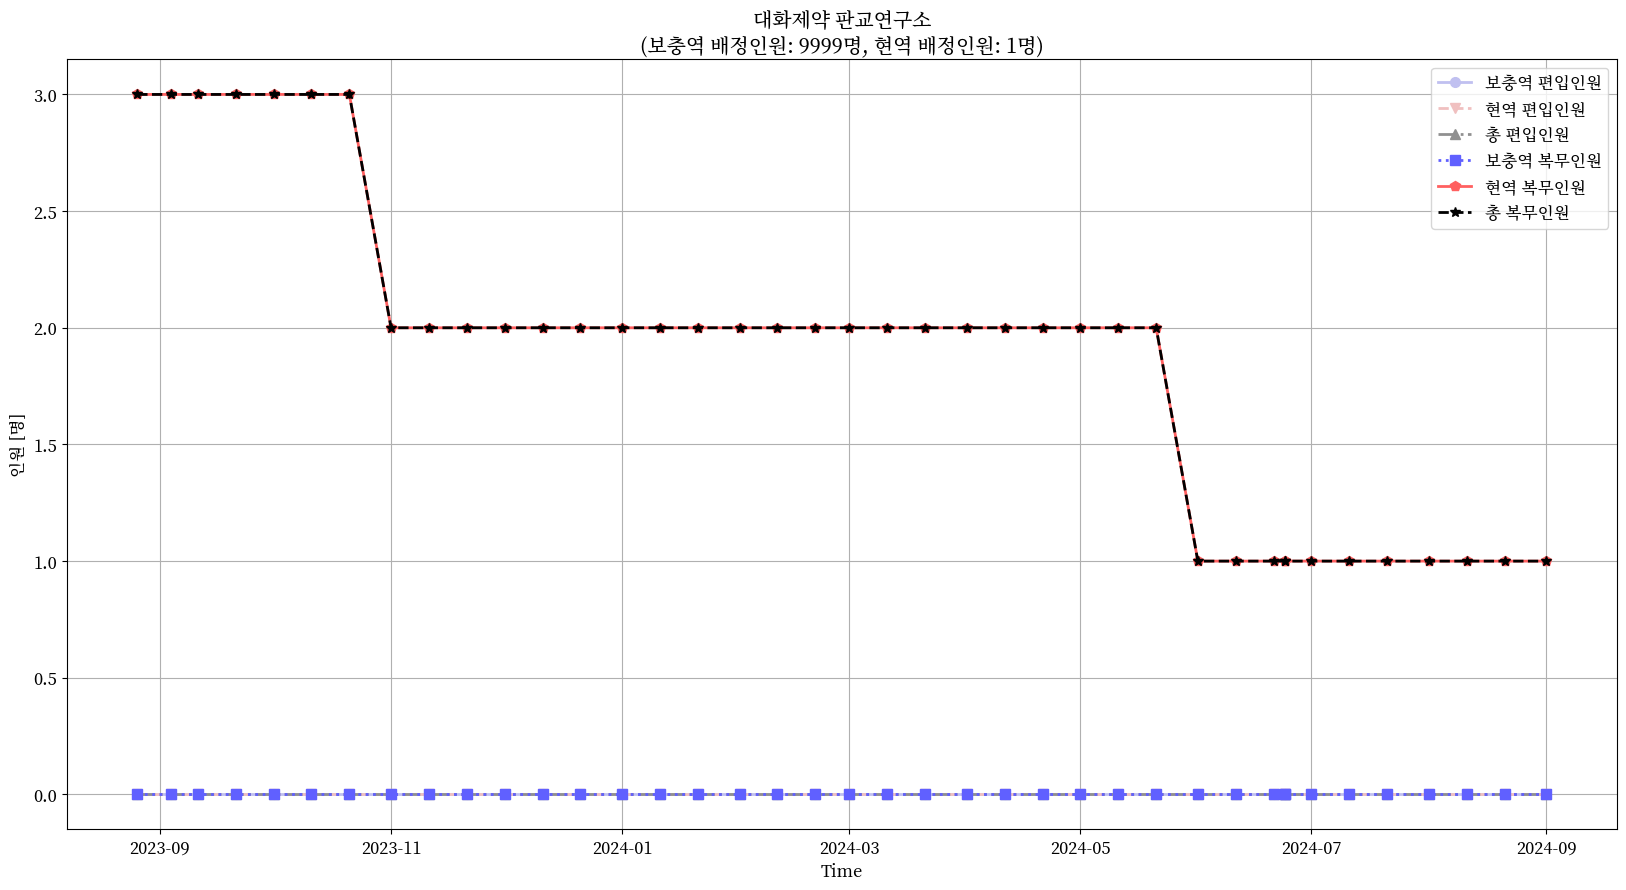 대화제약 판교연구소
(보충역 배정인원: 9999명, 현역 배정인원: 1명)
보충역 편입인원
현역 편입인원
총 편입인원
보충역 복무인원
현역 복무인원
총 복무인원
인원 [명]
3.0
2.5
2.0
1.5
1.0
0.5
0.0
2023-09
2023-11
2024-01
2024-03
2024-05
2024-07
2024-09
Time